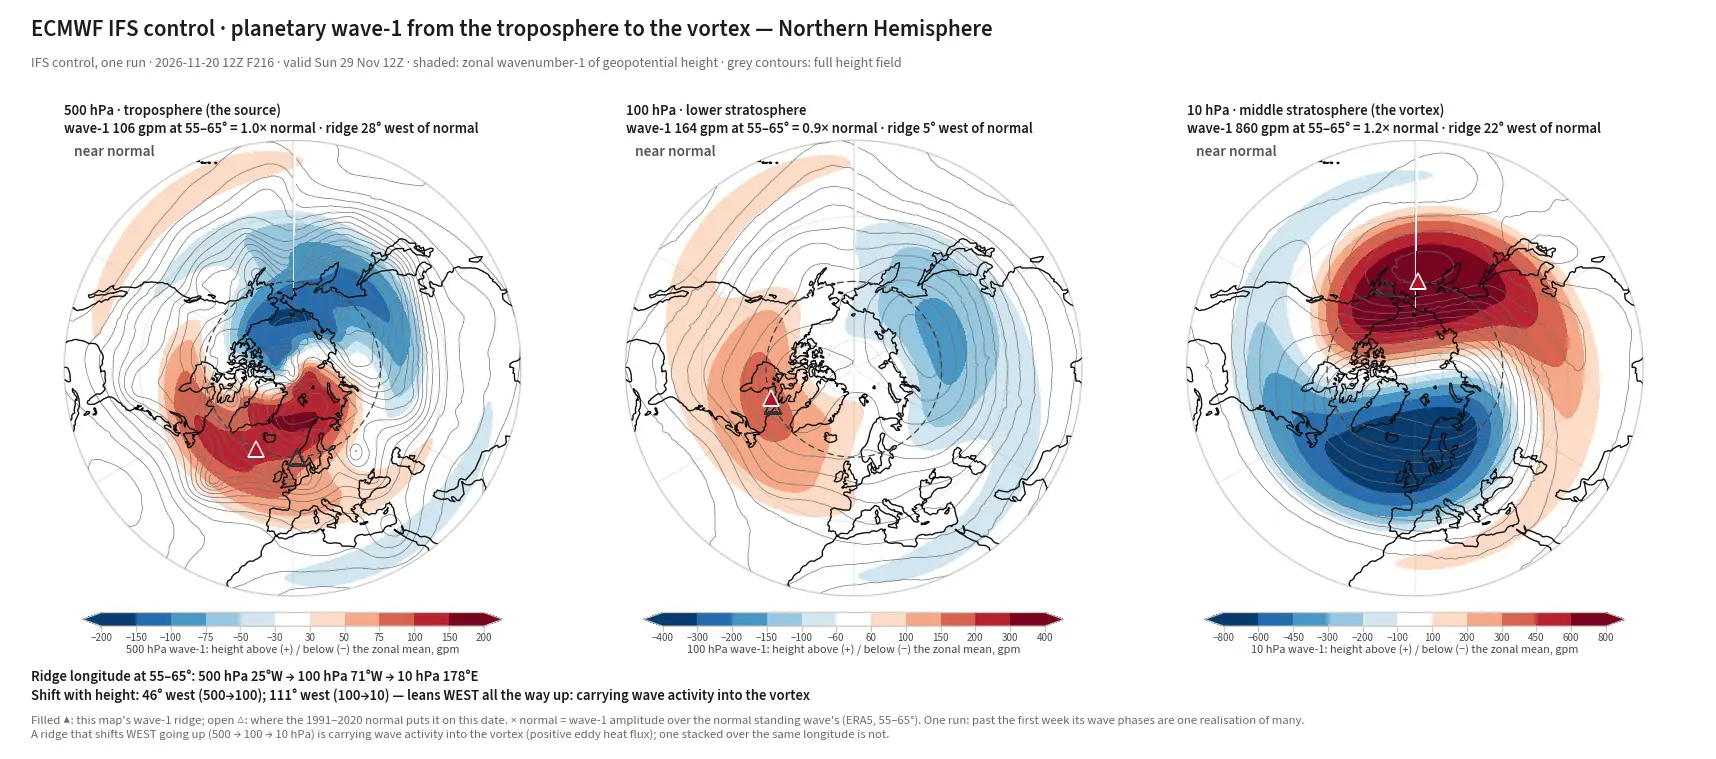 ECMWF IFS control · planetary wave-1 from the troposphere to the vortex — Northern Hemisphere
IFS control, one run · 2026-11-20 12Z F216 · valid Sun 29 Nov 12Z · shaded: zonal wavenumber-1 of geopotential height · grey contours: full height field
500 hPa · troposphere (the source)
wave-1 106 gpm at 55–65° = 1.0× normal · ridge 28° west of normal
near normal
100 hPa · lower stratosphere
wave-1 164 gpm at 55–65° = 0.9× normal · ridge 5° west of normal
near normal
10 hPa · middle stratosphere (the vortex)
wave-1 860 gpm at 55–65° = 1.2× normal · ridge 22° west of normal
near normal
−200 −150 −100 −75 −50 −30 30 50 75 100 150 200
500 hPa wave-1: height above (+) / below (−) the zonal mean, gpm
−400 −300 −200 −150 −100 −60 60 100 150 200 300 400
100 hPa wave-1: height above (+) / below (−) the zonal mean, gpm
−800 −600 −450 −300 −200 −100 100 200 300 450 600 800
10 hPa wave-1: height above (+) / below (−) the zonal mean, gpm
Ridge longitude at 55–65°: 500 hPa 25°W → 100 hPa 71°W → 10 hPa 178°E
Shift with height: 46° west (500→100); 111° west (100→10) — leans WEST all the way up: carrying wave activity into the vortex
Filled ▲: this map's wave-1 ridge; open △: where the 1991–2020 normal puts it on this date. × normal = wave-1 amplitude over the normal standing wave's (ERA5, 55–65°). One run: past the first week its wave phases are one realisation of many.
A ridge that shifts WEST going up (500 → 100 → 10 hPa) is carrying wave activity into the vortex (positive eddy heat flux); one stacked over the same longitude is not.